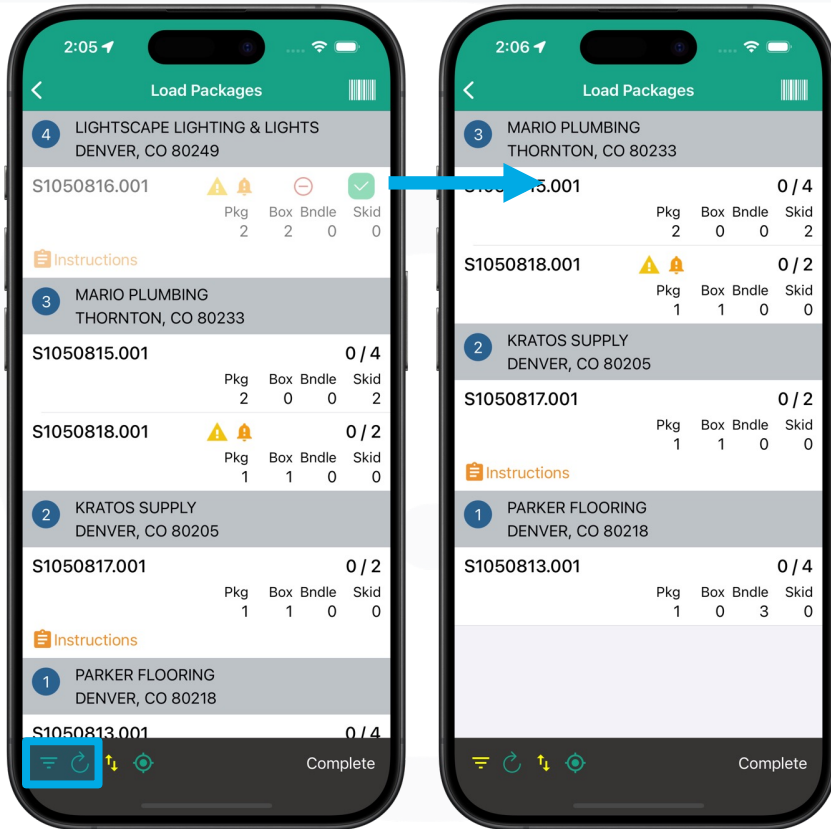 2:05
Load Packages
4 LIGHTSCAPE LIGHTING & LIGHTS
DENVER, CO 80249
S1050816.001
Pkg Box Bndle Skid
2 2 0 0
Instructions
3 MARIO PLUMBING
THORNTON, CO 80233
S1050815.001 0 / 4
Pkg Box Bndle Skid
2 0 0 2
S1050818.001 0 / 2
Pkg Box Bndle Skid
1 1 0 0
2 KRATOS SUPPLY
DENVER, CO 80205
S1050817.001 0 / 2
Pkg Box Bndle Skid
1 1 0 0
Instructions
1 PARKER FLOORING
DENVER, CO 80218
S1050813.001 0 / 4
Complete
2:06
Load Packages
3 MARIO PLUMBING
THORNTON, CO 80233
5.001 0 / 4
Pkg Box Bndle Skid
2 0 0 2
S1050818.001 0 / 2
Pkg Box Bndle Skid
1 1 0 0
2 KRATOS SUPPLY
DENVER, CO 80205
S1050817.001 0 / 2
Pkg Box Bndle Skid
1 1 0 0
Instructions
1 PARKER FLOORING
DENVER, CO 80218
S1050813.001 0 / 4
Pkg Box Bndle Skid
1 0 3 0
Complete